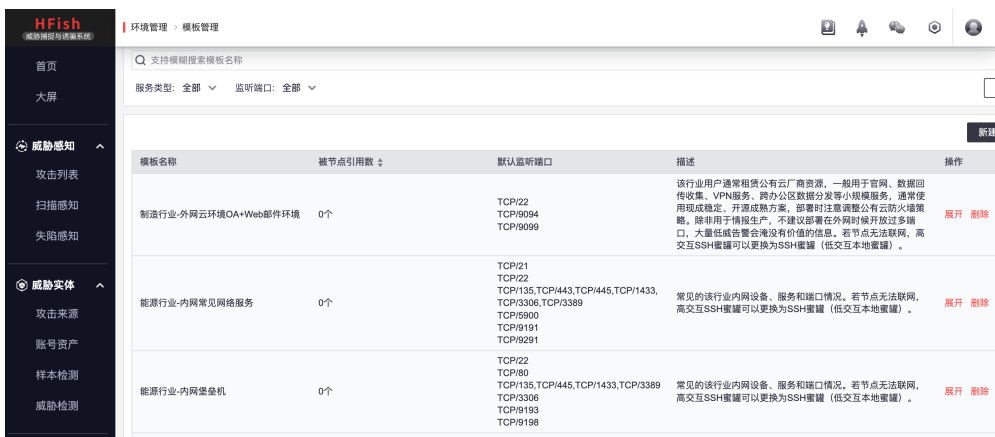 HFish
威胁捕捉与诱骗系统
环境管理 > 模板管理
首页
大屏
威胁感知
攻击列表
扫描感知
失陷感知
威胁实体
攻击来源
账号资产
样本检测
威胁检测
支持模糊搜索模板名称
服务类型: 全部 监听端口: 全部
新建
模板名称 被节点引用数 默认监听端口 描述 操作
制造行业-外网云环境OA+Web邮件环境
0个
TCP/22
TCP/9094
TCP/9099
该行业用户通常租赁公有云厂商资源，一般用于官网、数据回
传收集、VPN服务、跨办公区数据分发等小规模服务，通常使
用现成稳定、开源成熟方案，部署时注意调整公有云防火墙策
略。除非用于情报生产，不建议部署在外网时候开放过多端
口，大量低威告警会淹没有价值的信息。若节点无法联网，高
交互SSH蜜罐可以更换为SSH蜜罐（低交互本地蜜罐）。
展开 删除
能源行业-内网常见网络服务
0个
TCP/21
TCP/22
TCP/135,TCP/443,TCP/445,TCP/1433,
TCP/3306,TCP/3389
TCP/5900
TCP/9191
TCP/9291
常见的该行业内网设备、服务和端口情况。若节点无法联网，
高交互SSH蜜罐可以更换为SSH蜜罐（低交互本地蜜罐）。
展开 删除
能源行业-内网堡垒机
0个
TCP/22
TCP/80
TCP/135,TCP/445,TCP/1433,TCP/3389
TCP/3306
TCP/9193
TCP/9198
常见的该行业内网设备、服务和端口情况。若节点无法联网，
高交互SSH蜜罐可以更换为SSH蜜罐（低交互本地蜜罐）。
展开 删除